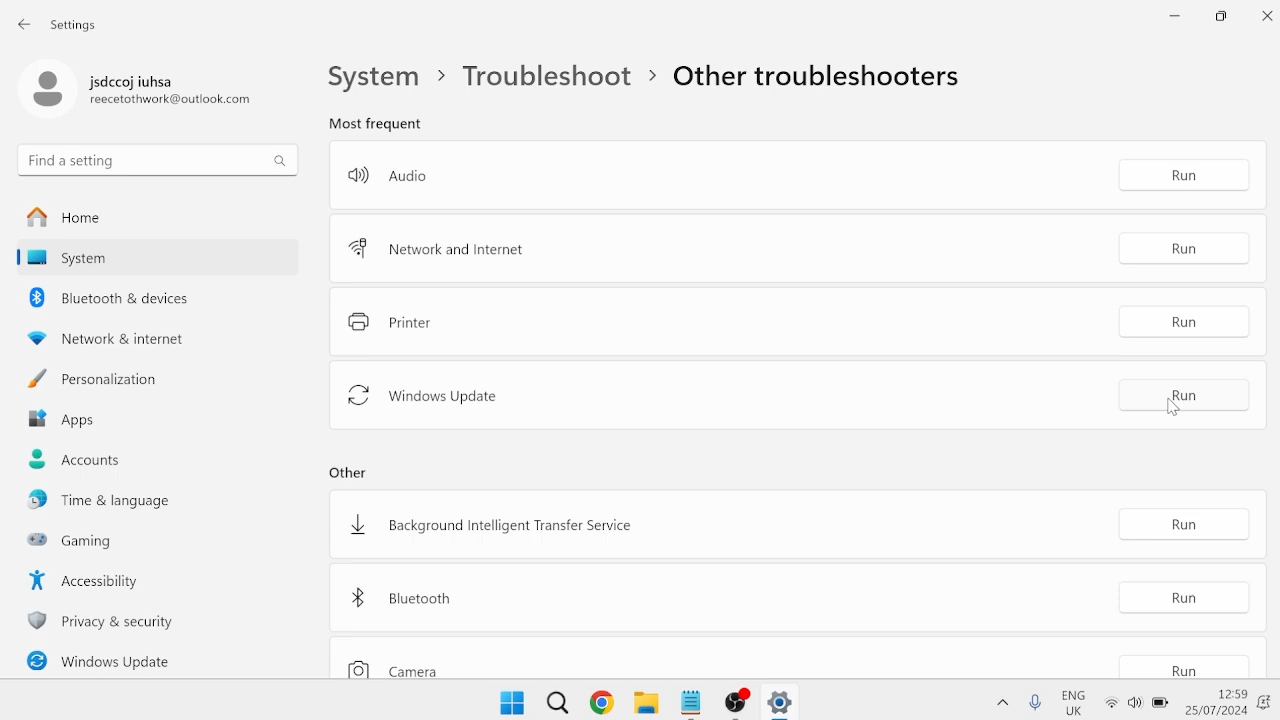 Settings
jsdccoj iuhsa
reecetothwork@outlook.com
Find a setting
Home
System
Bluetooth & devices
Network & internet
Personalization
Apps
Accounts
Time & language
Gaming
Accessibility
Privacy & security
Windows Update
System > Troubleshoot > Other troubleshooters
Most frequent
Audio Run
Network and Internet Run
Printer Run
Windows Update Run
Other
Background Intelligent Transfer Service Run
Bluetooth Run
Camera Run
ENG
UK
12:59
25/07/2024